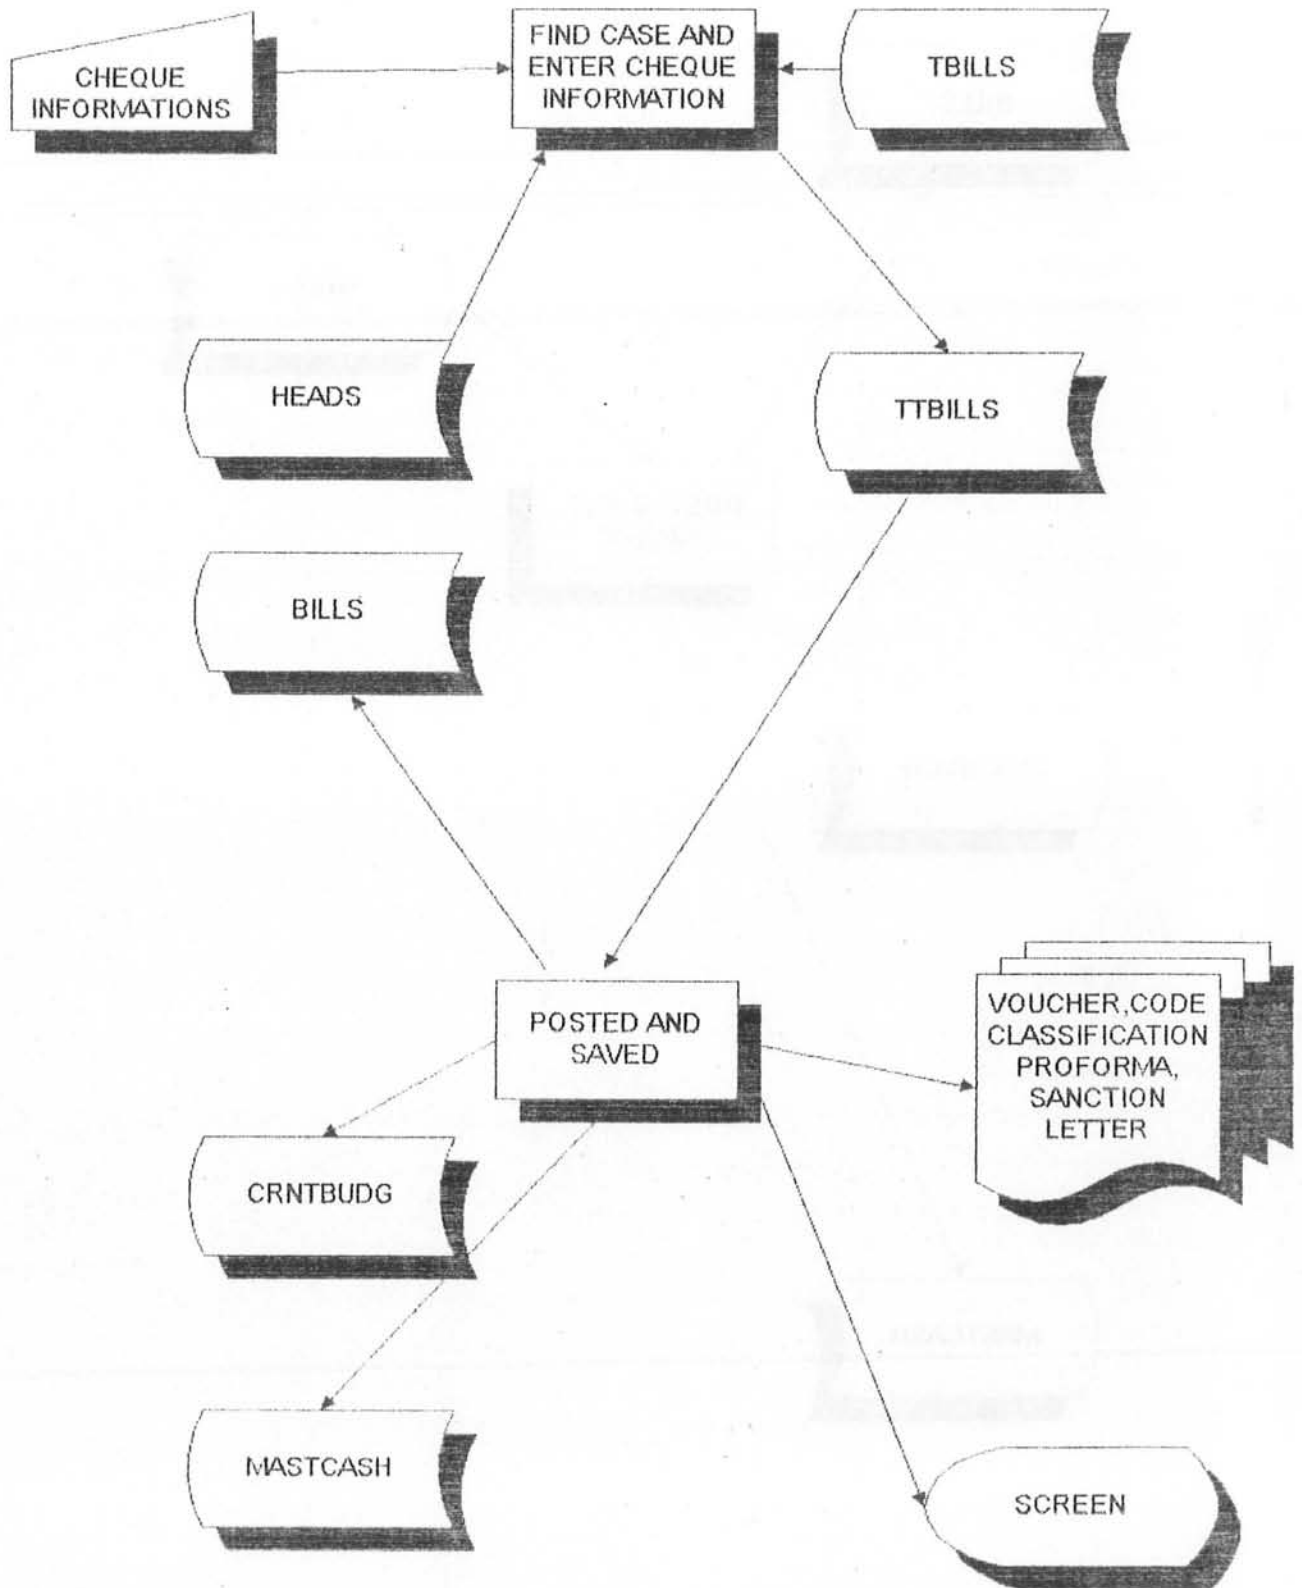 CHEQUE
INFORMATIONS
FIND CASE AND
ENTER CHEQUE
INFORMATION
TBILLS
HEADS
TTBILLS
BILLS
POSTED AND
SAVED
VOUCHER,CODE
CLASSIFICATION
PROFORMA,
SANCTION
LETTER
CRNTBUDG
MASTCASH
SCREEN